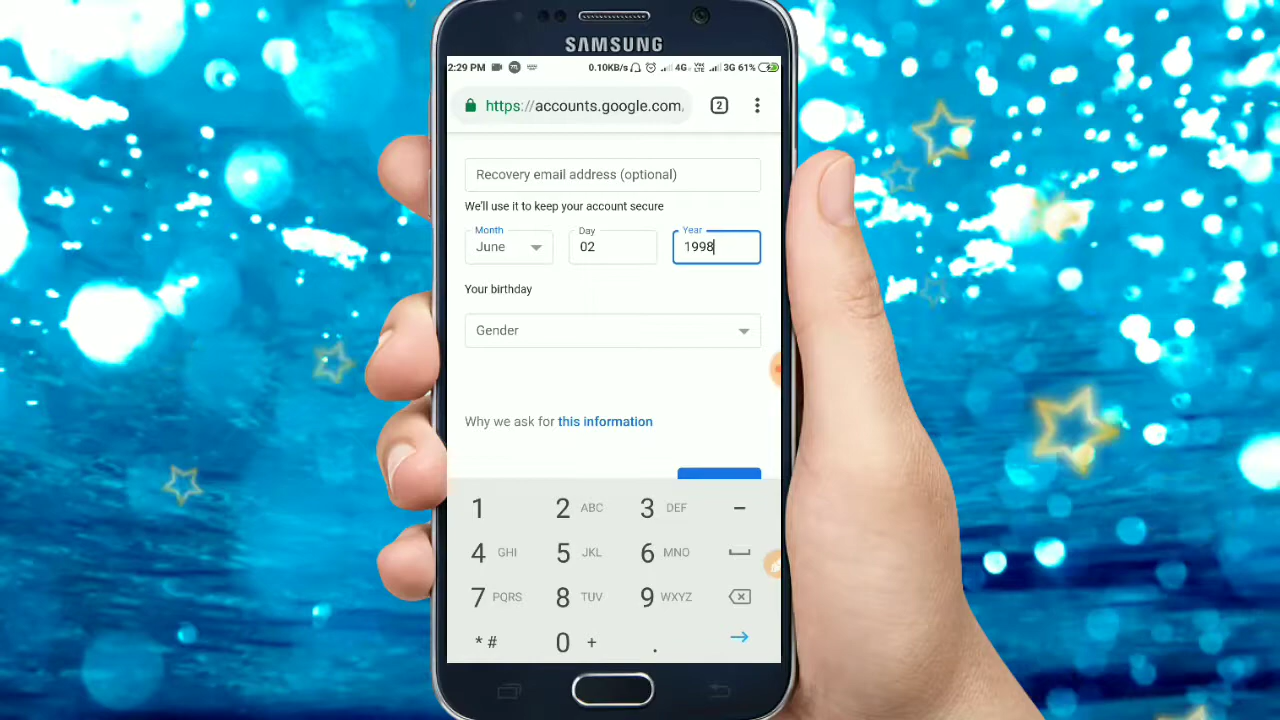 SAMSUNG
2:29 PM 0.10KB/s 4G VoLTE 3G 61%
https://accounts.google.com 2
Recovery email address (optional)
We'll use it to keep your account secure
Month Day Year
June 02 1998
Your birthday
Gender
Why we ask for this information
1 2 ABC 3 DEF –
4 GHI 5 JKL 6 MNO
7 PQRS 8 TUV 9 WXYZ
* # 0 + .